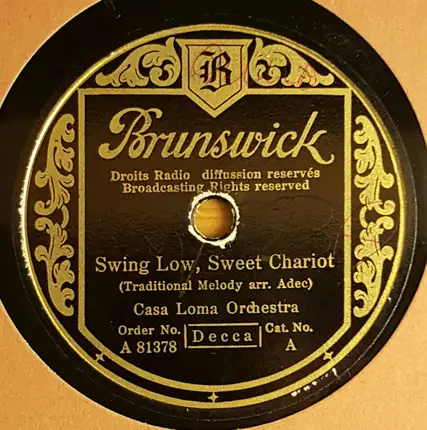 B
Brunswick
Droits Radio diffussion reservés
Broadcasting Rights reserved
Swing Low, Sweet Chariot
(Traditional Melody arr. Adec)
Casa Loma Orchestra
Order No. Decca Cat. No.
A 81378 A